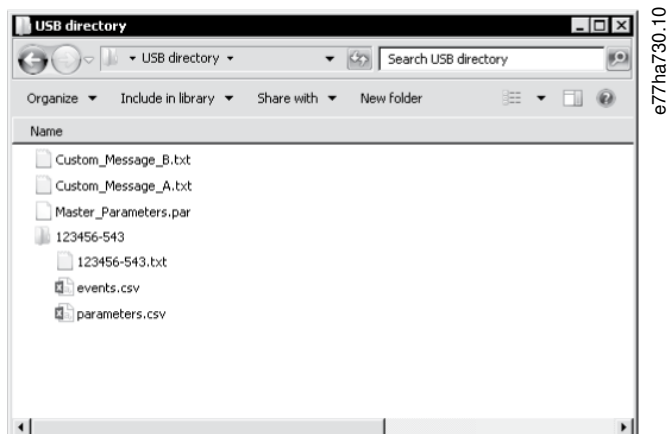 USB directory
USB directory
Search USB directory
Organize
Include in library
Share with
New folder
Name
Custom_Message_B.txt
Custom_Message_A.txt
Master_Parameters.par
123456-543
123456-543.txt
events.csv
parameters.csv
e77ha730.10